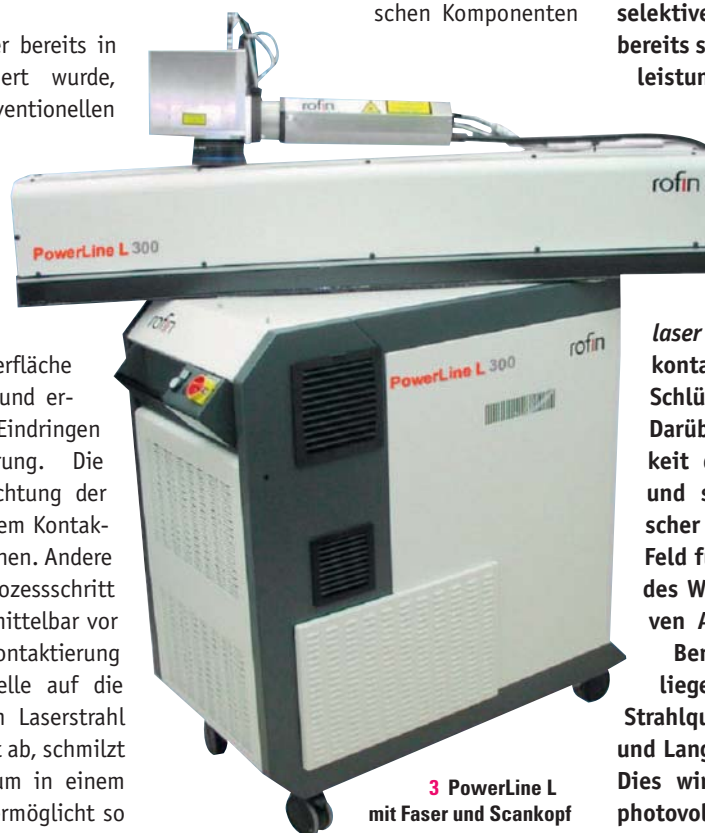 schen Komponenten
er bereits in
ert wurde,
ventionellen
rfläche
und er-
Eindringen
rung. Die
chtung der
em Kontak-
nen. Andere
ozessschritt
mittelbar vor
ontaktierung
elle auf die
n Laserstrahl
t ab, schmilzt
um in einem
ermöglicht so
rofin
rofin
PowerLine L 300
rofin
rofin
PowerLine L 300
3 PowerLine L
mit Faser und Scankopf
selektive
bereits s
leistun
laser
konta
Schlü
Darüb
keit
und s
scher
Feld f
des W
ven A
Ber
liege
Strahlqu
und Lang
Dies wir
photovol